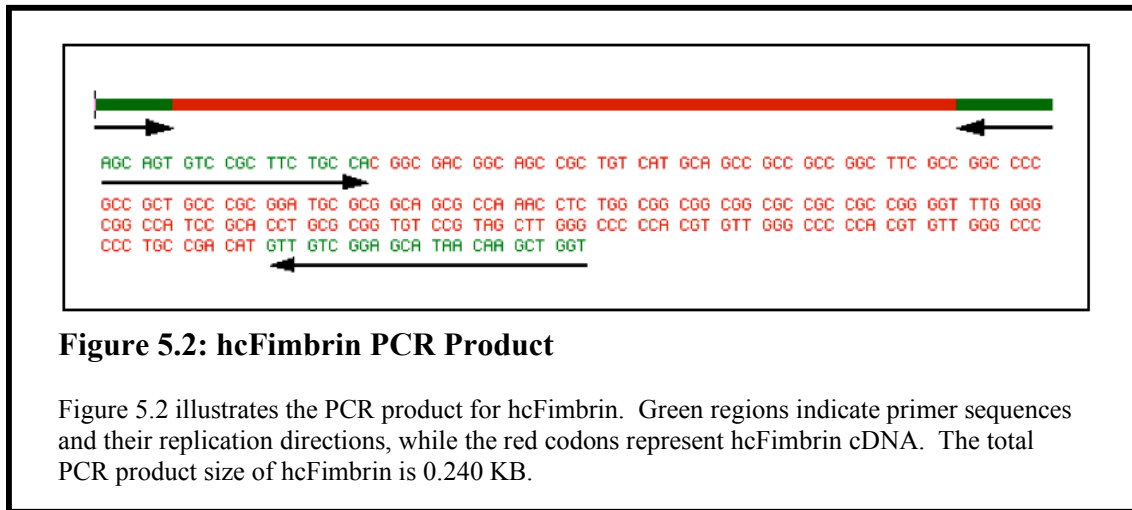 AGC AGT GTC CGC TTC TGC CAC GGC GAC GGC AGC CGC TGT CAT GCA GCC GCC GCC GGC TTC GCC GGC CCC
GCC GCT GCC CGC GGA TGC GCG GCA GCG CCA AAC CTC TGG CGG CGG CGG CGC CGC CGC CGG GGT TTG GGG
CGG CCA TCC GCA CCT GCG CGG TGT CCG TAG CTT GGG CCC CCA CGT GTT GGG CCC CCA CGT GTT GGG CCC
CCC TGC CGA CAT GTT GTC GGA GCA TAA CAA GCT GGT
Figure 5.2: hcFimbrin PCR Product
Figure 5.2 illustrates the PCR product for hcFimbrin. Green regions indicate primer sequences
and their replication directions, while the red codons represent hcFimbrin cDNA. The total
PCR product size of hcFimbrin is 0.240 KB.